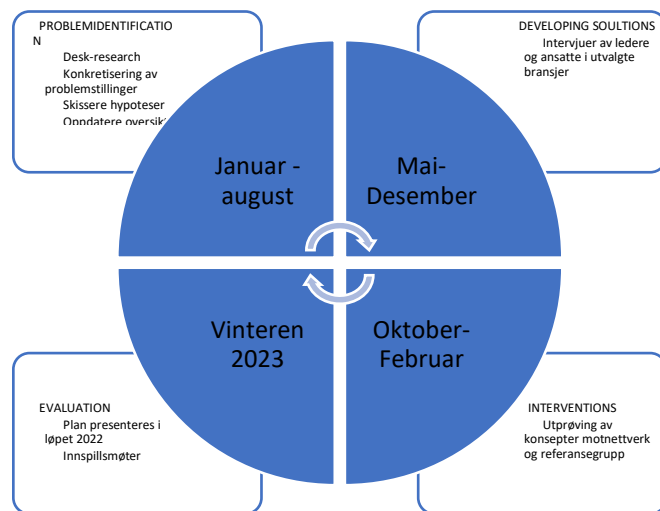 PROBLEMIDENTIFICATIO
N
Desk-research
Konkretisering av
problemstillinger
Skissere hypoteser
Oppdatere
DEVELOPING SOULTIONS
Intervjuer av ledere
og ansatte i utvalgte
bransjer
Januar -
august
Mai-
Desember
Vinteren
2023
Oktober-
Februar
EVALUATION
Plan presenteres i
løpet 2022
Innspillsmøter
INTERVENTIONS
Utprøving av
konsepter motnettverk
og referansegrupp